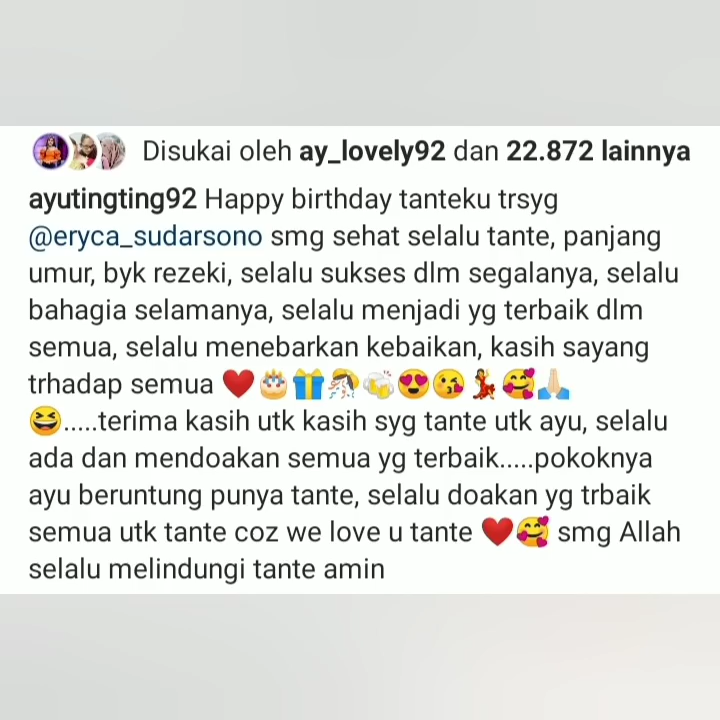 Disukai oleh ay_lovely92 dan 22.872 lainnya
ayutingting92 Happy birthday tanteku trsyg
@eryca_sudarsono smg sehat selalu tante, panjang
umur, byk rezeki, selalu sukses dlm segalanya, selalu
bahagia selamanya, selalu menjadi yg terbaik dlm
semua, selalu menebarkan kebaikan, kasih sayang
trhadap semua ❤️🎂🎁🎊🍻😍😘💃🥰🙏🏻
😆.....terima kasih utk kasih syg tante utk ayu, selalu
ada dan mendoakan semua yg terbaik.....pokoknya
ayu beruntung punya tante, selalu doakan yg trbaik
semua utk tante coz we love u tante ❤️🥰 smg Allah
selalu melindungi tante amin